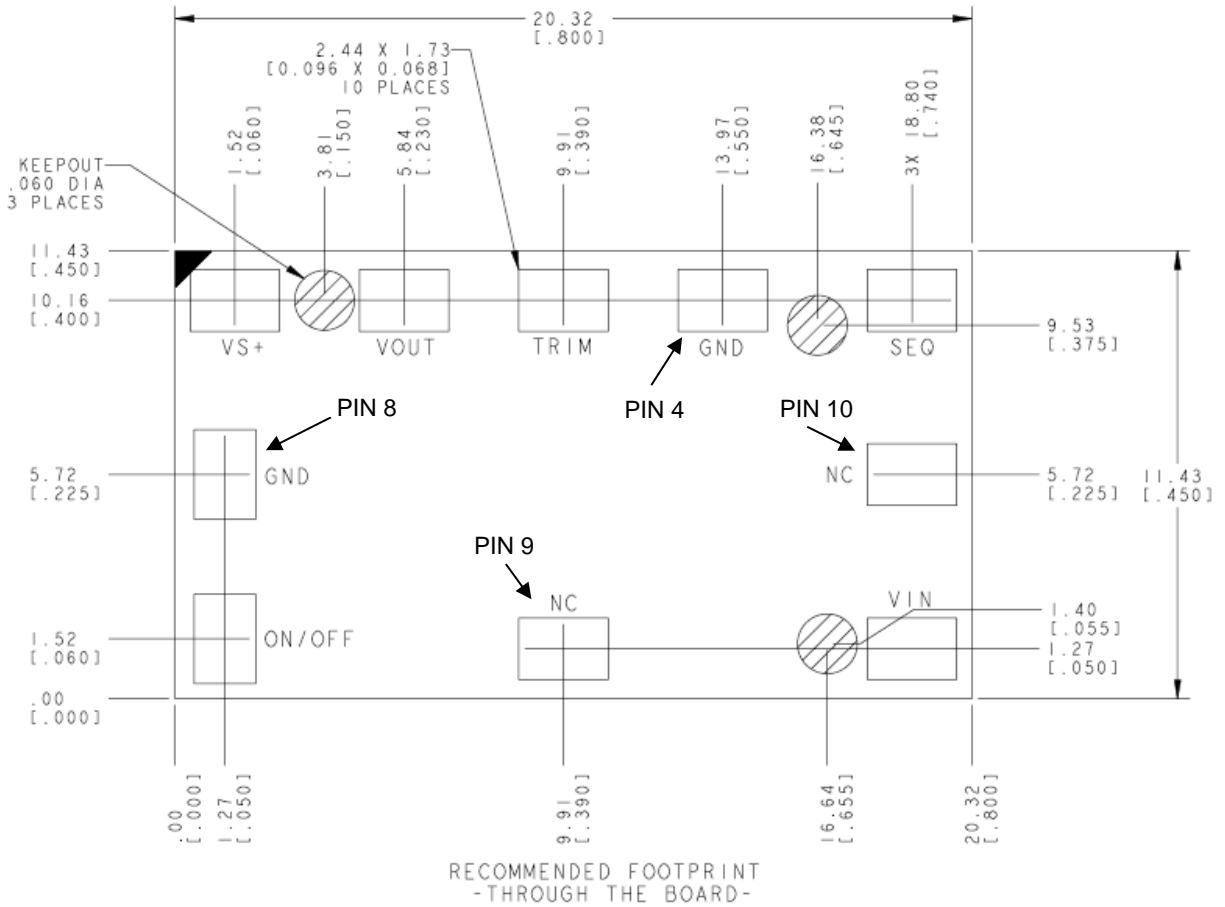 20.32
[.800]
2.44 X 1.73
[0.096 X 0.068]
10 PLACES
1.52
[.060]
3.81
[.150]
5.84
[.230]
9.91
[.390]
13.97
[.550]
16.38
[.645]
3X 18.80
[.740]
KEEPOUT
.060 DIA
3 PLACES
11.43
[.450]
10.16
[.400]
VS+
VOUT
TRIM
GND
SEQ
9.53
[.375]
PIN 8
PIN 4
PIN 10
5.72
[.225]
GND
NC
5.72
[.225]
11.43
[.450]
PIN 9
NC
VIN
1.52
[.060]
ON/OFF
1.40
[.055]
1.27
[.050]
.00
[.000]
.00
[.000]
1.27
[.050]
9.91
[.390]
16.64
[.655]
20.32
[.800]
RECOMMENDED FOOTPRINT
-THROUGH THE BOARD-